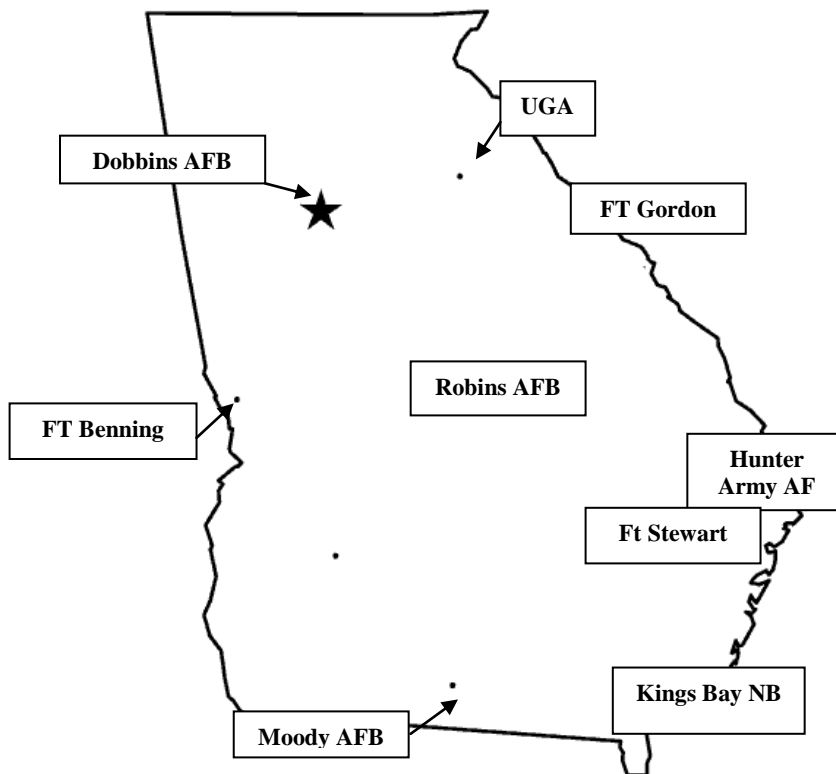 UGA
Dobbins AFB
FT Gordon
Robins AFB
FT Benning
Hunter
Army AF
Ft Stewart
Kings Bay NB
Moody AFB